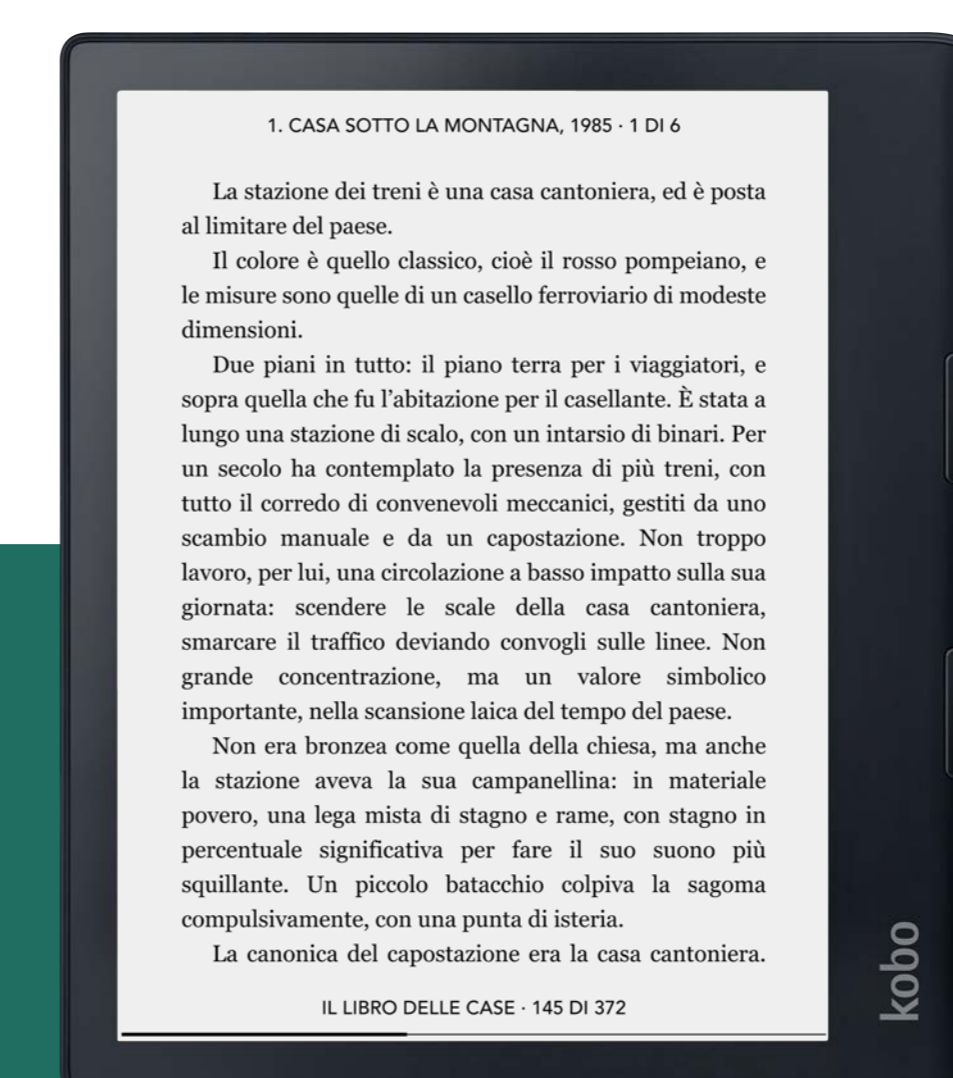 1. CASA SOTTO LA MONTAGNA, 1985 · 1 DI 6
La stazione dei treni è una casa cantoniera, ed è posta
al limitare del paese.
Il colore è quello classico, cioè il rosso pompeiano, e
le misure sono quelle di un casello ferroviario di modeste
dimensioni.
Due piani in tutto: il piano terra per i viaggiatori, e
sopra quella che fu l’abitazione per il casellante. È stata a
lungo una stazione di scalo, con un intarsio di binari. Per
un secolo ha contemplato la presenza di più treni, con
tutto il corredo di convenevoli meccanici, gestiti da uno
scambio manuale e da un capostazione. Non troppo
lavoro, per lui, una circolazione a basso impatto sulla sua
giornata: scendere le scale della casa cantoniera,
smarcare il traffico deviando convogli sulle linee. Non
grande concentrazione, ma un valore simbolico
importante, nella scansione laica del tempo del paese.
Non era bronzea come quella della chiesa, ma anche
la stazione aveva la sua campanellina: in materiale
povero, una lega mista di stagno e rame, con stagno in
percentuale significativa per fare il suo suono più
squillante. Un piccolo batacchio colpiva la sagoma
compulsivamente, con una punta di isteria.
La canonica del capostazione era la casa cantoniera.
IL LIBRO DELLE CASE · 145 DI 372
kobo